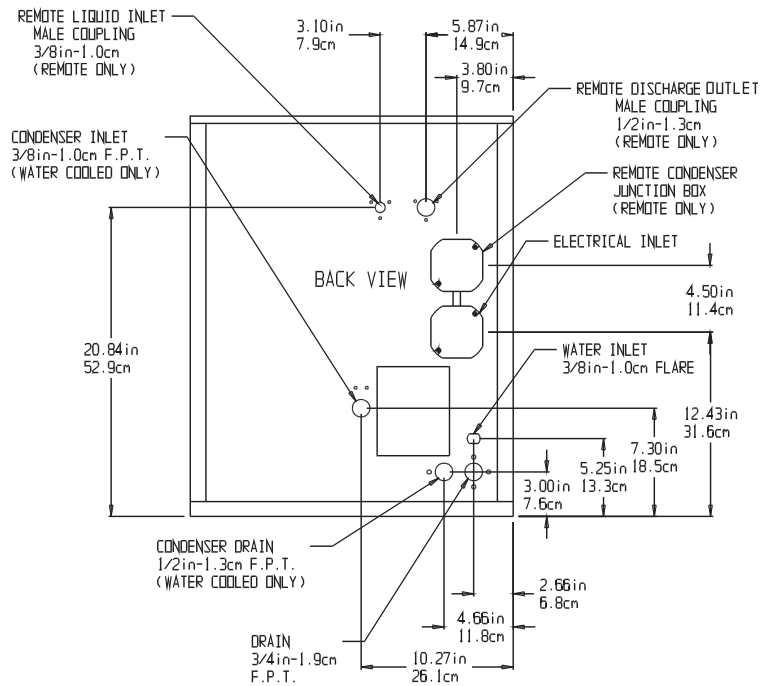 REMOTE LIQUID INLET
MALE COUPLING
3/8in-1.0cm
(REMOTE ONLY)
3.10in
7.9cm
5.87in
14.9cm
3.80in
9.7cm
REMOTE DISCHARGE OUTLET
MALE COUPLING
1/2in-1.3cm
(REMOTE ONLY)
CONDENSER INLET
3/8in-1.0cm F.P.T.
(WATER COOLED ONLY)
REMOTE CONDENSER
JUNCTION BOX
(REMOTE ONLY)
ELECTRICAL INLET
BACK VIEW
4.50in
11.4cm
20.84in
52.9cm
WATER INLET
3/8in-1.0cm FLARE
12.43in
31.6cm
7.30in
18.5cm
5.25in
13.3cm
3.00in
7.6cm
CONDENSER DRAIN
1/2in-1.3cm F.P.T.
(WATER COOLED ONLY)
2.66in
6.8cm
4.66in
11.8cm
DRAIN
3/4in-1.9cm
F.P.T.
10.27in
26.1cm